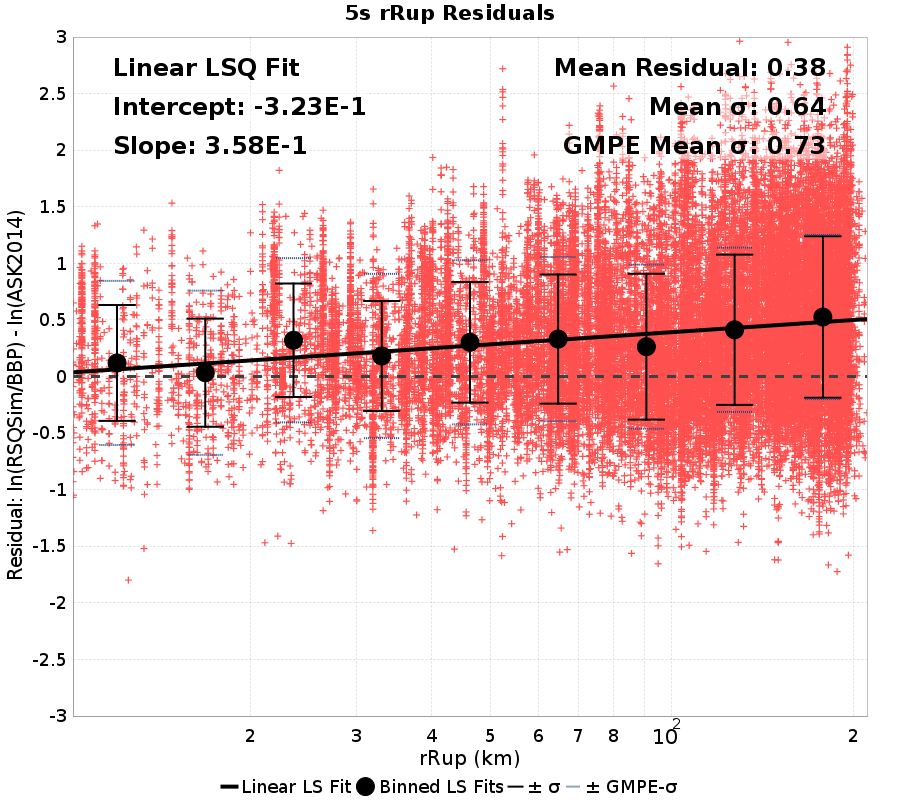 5s rRup Residuals
Linear LSQ Fit
Intercept: -3.23E-1
Slope: 3.58E-1
Mean Residual: 0.38
Mean σ: 0.64
GMPE Mean σ: 0.73
Residual: ln(RSQSim/BBP) - ln(ASK2014)
3
2.5
2
1.5
1
0.5
0
-0.5
-1
-1.5
-2
-2.5
-3
2 3 4 5 6 7 8 10^2 2
rRup (km)
Linear LS Fit Binned LS Fits ± σ ± GMPE-σ